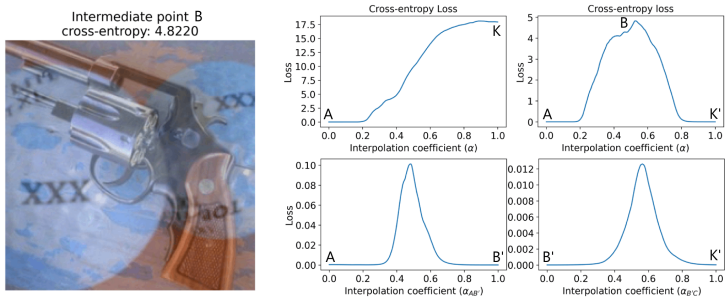 Intermediate point B
cross-entropy: 4.8220
XXX
XXX
Cross-entropy Loss
Loss
17.5
15.0
12.5
10.0
7.5
5.0
2.5
0.0
A
K
0.0 0.2 0.4 0.6 0.8 1.0
Interpolation coefficient (α)
Cross-entropy loss
Loss
5
4
3
2
1
0
A
B
K'
0.0 0.2 0.4 0.6 0.8 1.0
Interpolation coefficient (α)
Loss
0.10
0.08
0.06
0.04
0.02
0.00
A
B'
0.0 0.2 0.4 0.6 0.8 1.0
Interpolation coefficient (αAB')
0.012
0.010
0.008
0.006
0.004
0.002
0.000
B'
K'
0.0 0.2 0.4 0.6 0.8 1.0
Interpolation coefficient (αB'C)